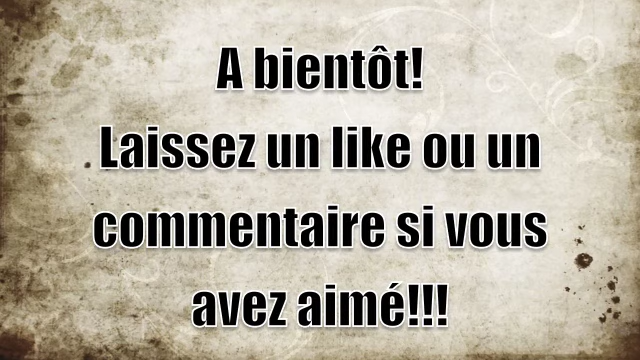 A bientôt!
Laissez un like ou un
commentaire si vous
avez aimé!!!